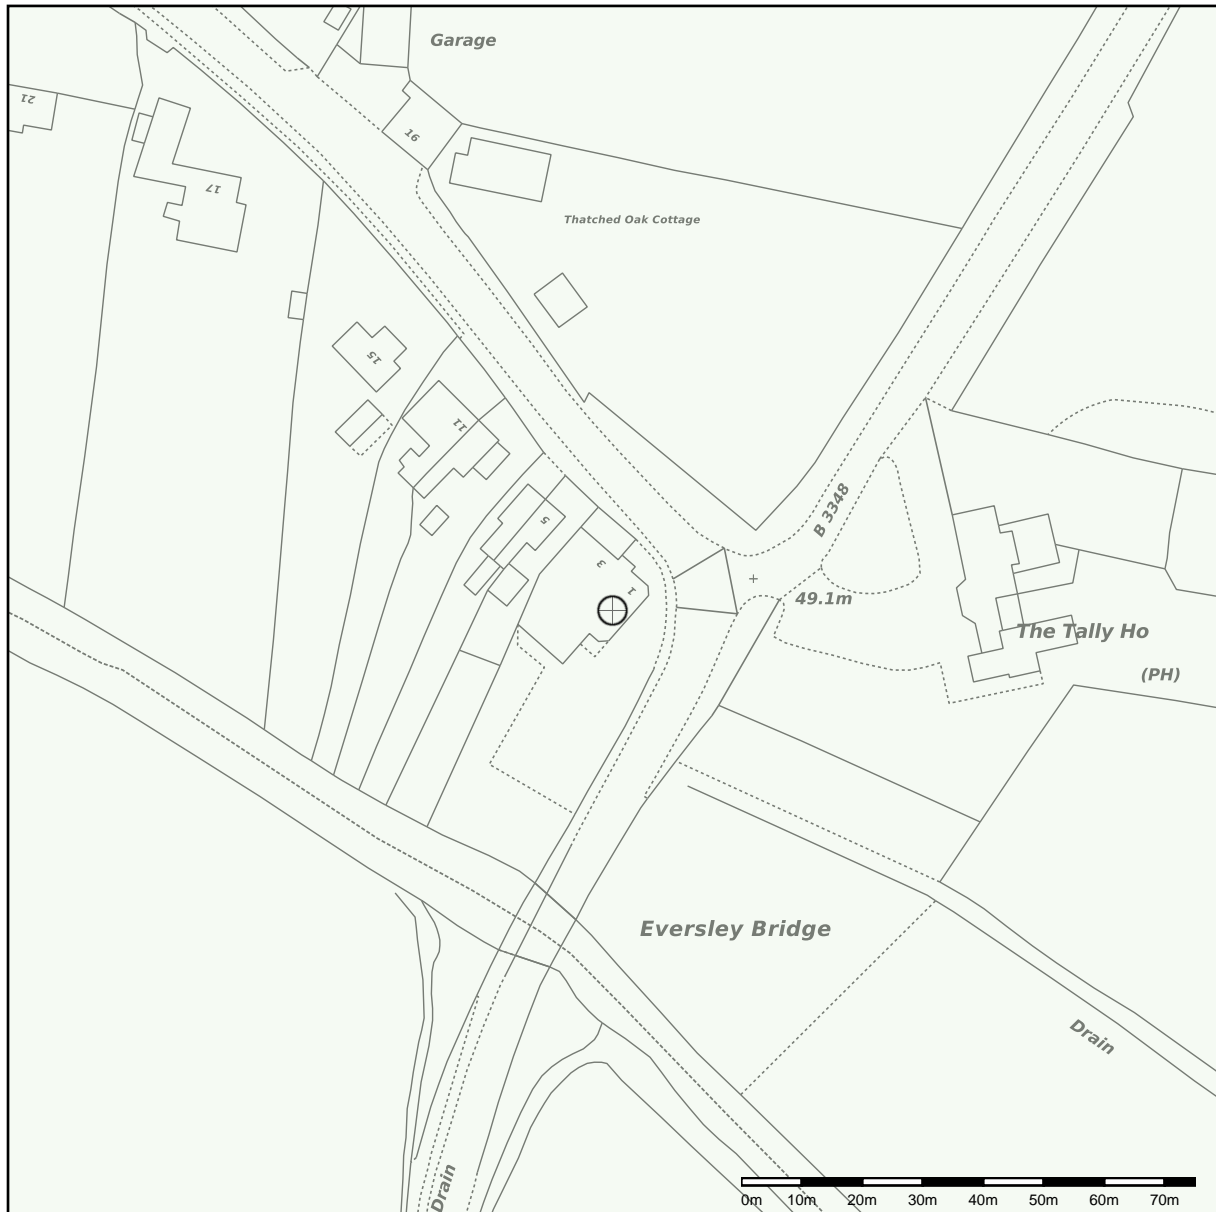 Garage
21
16
17
Thatched Oak Cottage
15
11
B 3348
5
3
1
49.1m
The Tally Ho
(PH)
Eversley Bridge
Drain
Drain
0m 10m 20m 30m 40m 50m 60m 70m